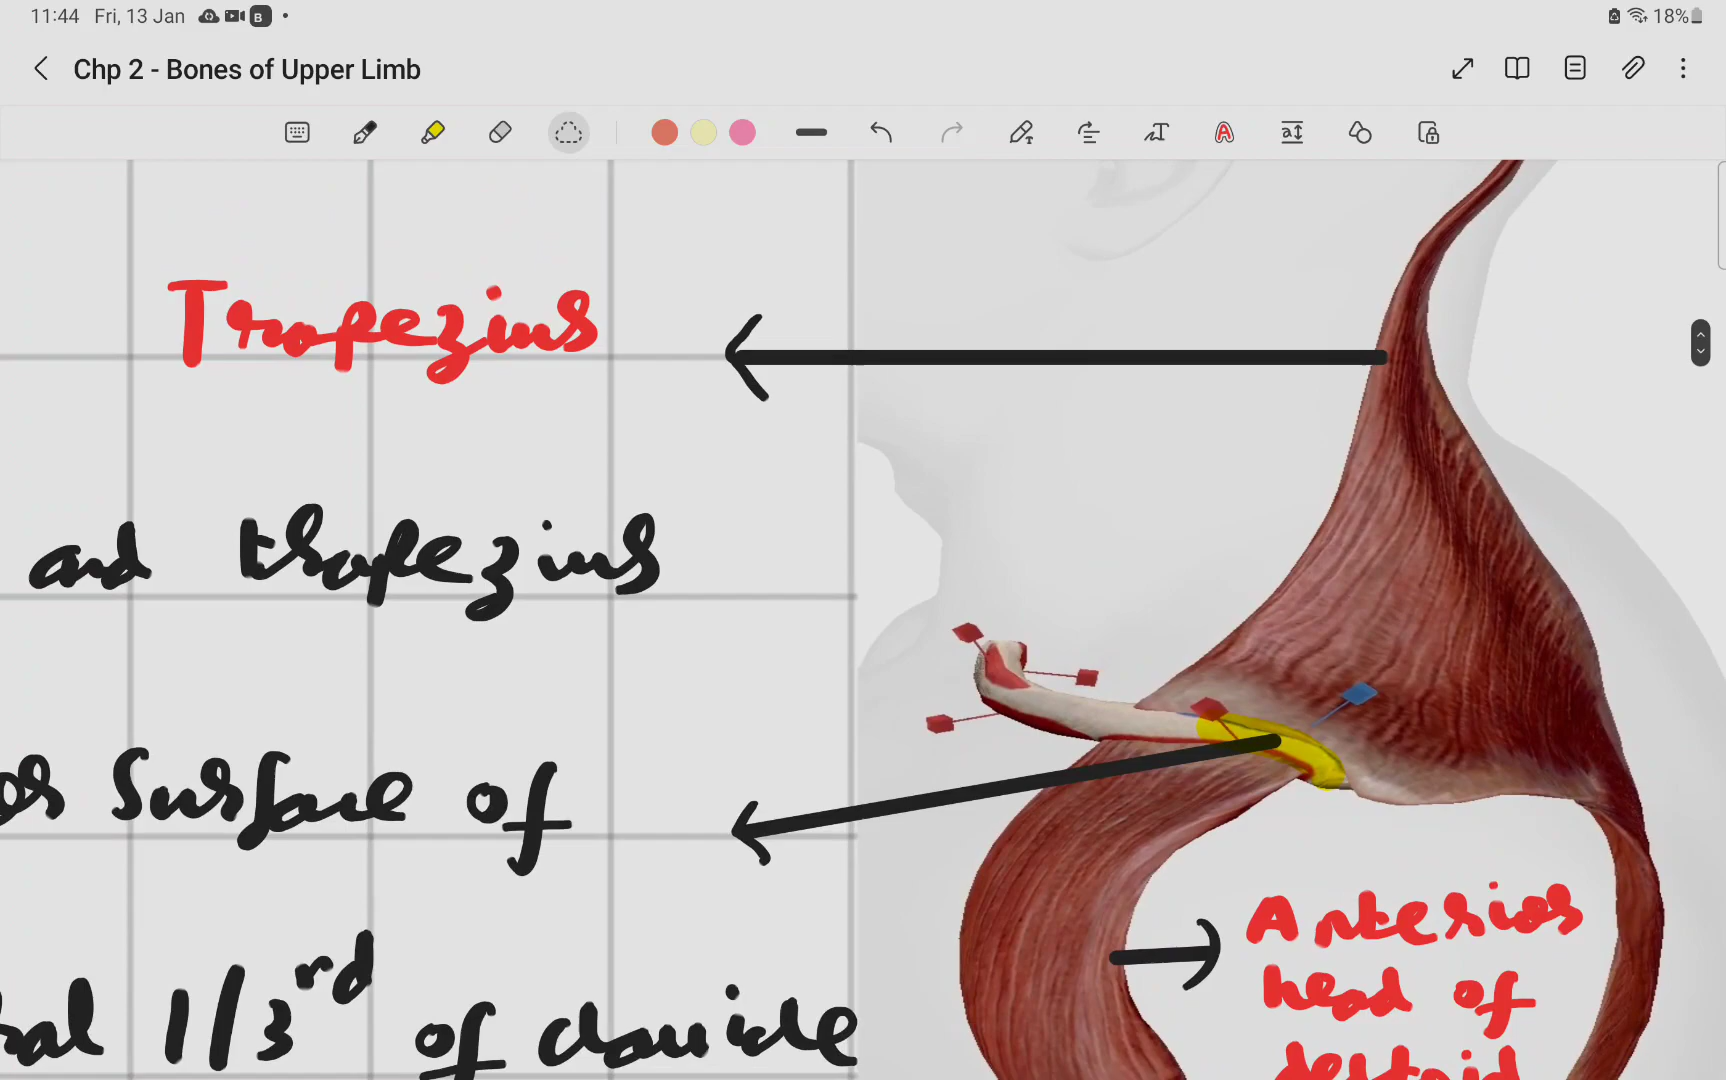 11:44 Fri, 13 Jan
18%
Chp 2 - Bones of Upper Limb
Trapezius
and trapezius
surface of
1/3rd of clavicle
Anterior
head of
deltoid